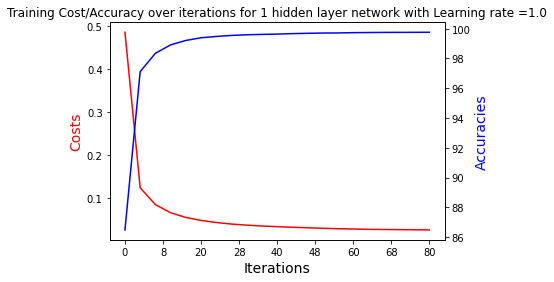 Training Cost/Accuracy over iterations for 1 hidden layer network with Learning rate =1.0
0.5
0.4
0.3
0.2
0.1
Costs
100
98
96
94
92
90
88
86
Accuracies
0 8 20 28 40 48 60 68 80
Iterations